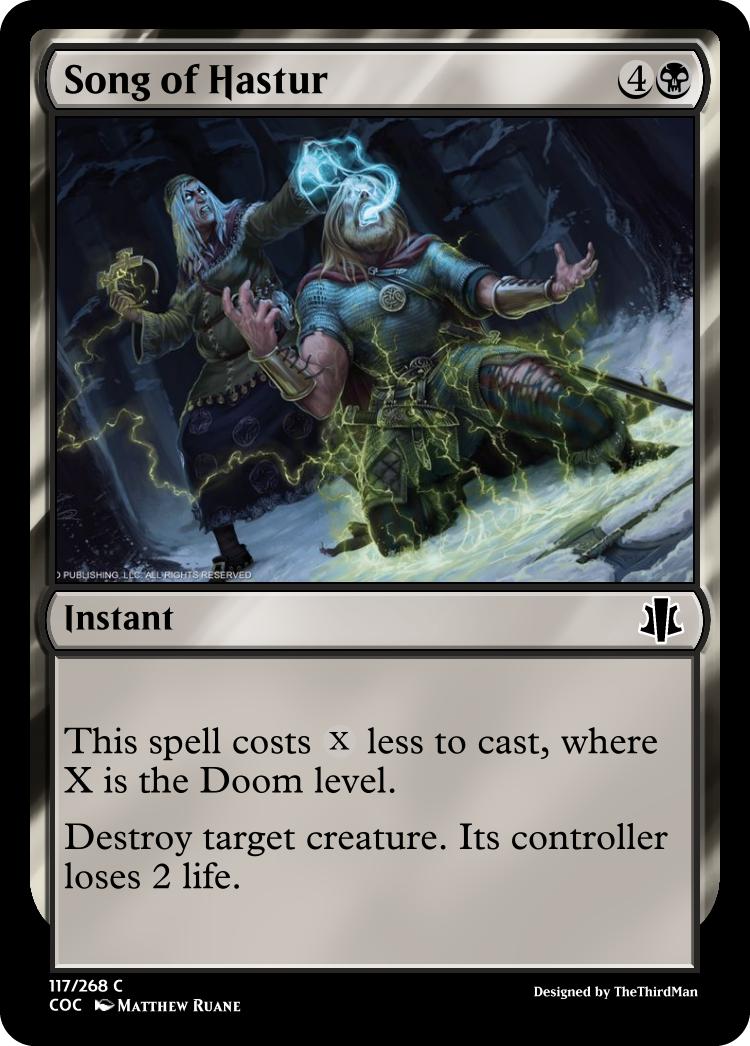 Song of Hastur 4
D PUBLISHING, LLC. ALL RIGHTS RESERVED
Instant
This spell costs X less to cast, where
X is the Doom level.
Destroy target creature. Its controller
loses 2 life.
117/268 C
COC Matthew Ruane
Designed by TheThirdMan